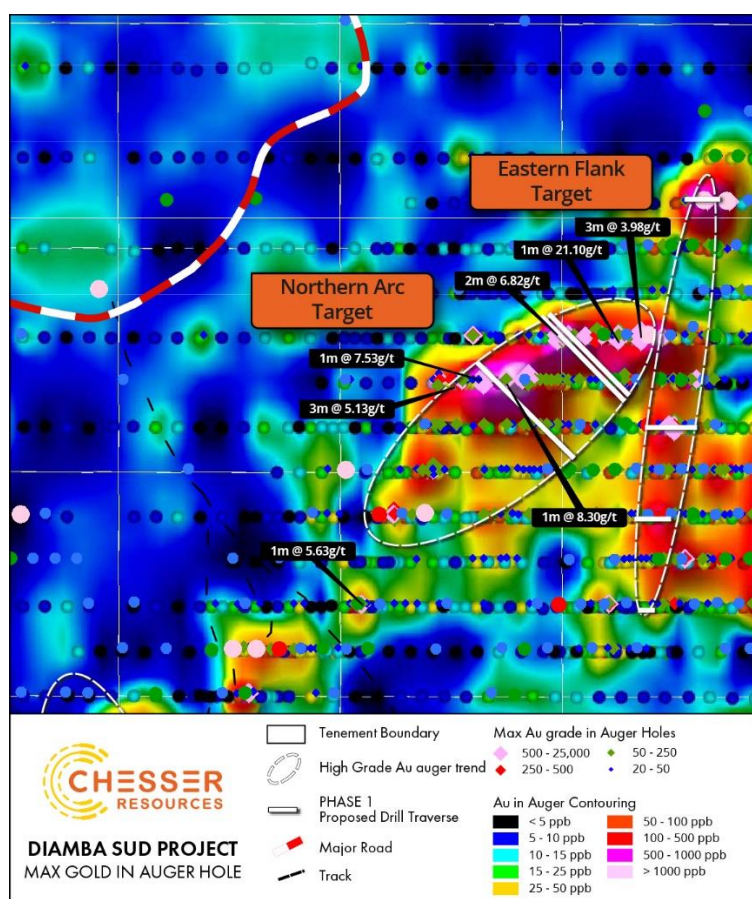 Eastern Flank
Target
3m @ 3.98g/t
1m @ 21.10g/t
2m @ 6.82g/t
Northern Arc
Target
1m @ 7.53g/t
3m @ 5.13g/t
1m @ 8.30g/t
1m @ 5.63g/t
CHESSER
RESOURCES
DIAMBA SUD PROJECT
MAX GOLD IN AUGER HOLE
Tenement Boundary
High Grade Au auger trend
PHASE 1
Proposed Drill Traverse
Major Road
Track
Max Au grade in Auger Holes
500 - 25,000
50 - 250
250 - 500
20 - 50
Au in Auger Contouring
< 5 ppb
50 - 100 ppb
5 - 10 ppb
100 - 500 ppb
10 - 15 ppb
500 - 1000 ppb
15 - 25 ppb
> 1000 ppb
25 - 50 ppb